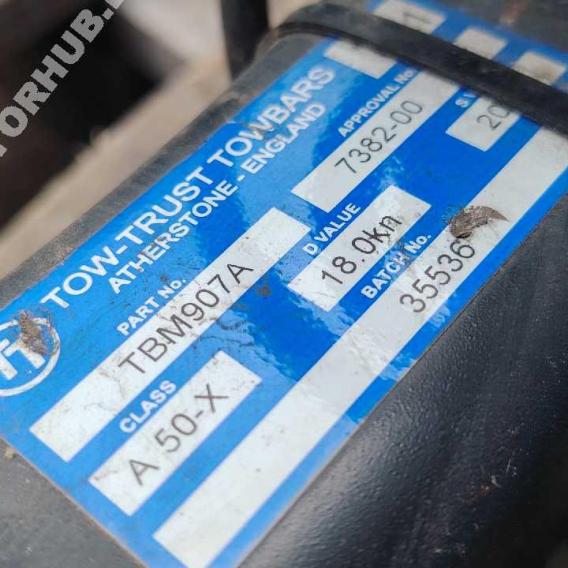 TOW-TRUST TOWBARS
ATHERSTONE - ENGLAND
PART No.
TBM907A
APPROVAL No.
7382-00
CLASS
A 50-X
D VALUE
18.0kn
BATCH No.
35536